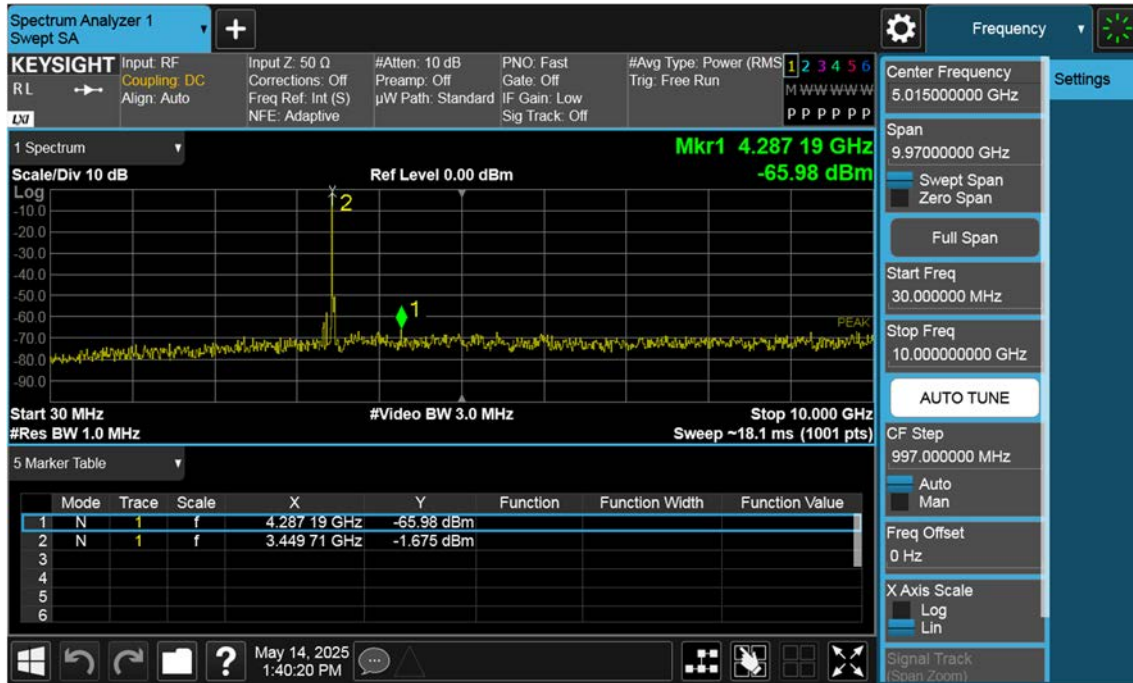 Spectrum Analyzer 1
Swept SA
Frequency
KEYSIGHT
RL
LXI
Input: RF
Coupling: DC
Align: Auto
Input Z: 50 Ω
Corrections: Off
Freq Ref: Int (S)
NFE: Adaptive
#Atten: 10 dB
Preamp: Off
µW Path: Standard
PNO: Fast
Gate: Off
IF Gain: Low
Sig Track: Off
#Avg Type: Power (RMS
Trig: Free Run
1 2 3 4 5 6
M W W W W W
P P P P P P
Center Frequency
5.015000000 GHz
Settings
Span
9.97000000 GHz
Swept Span
Zero Span
Full Span
Start Freq
30.000000 MHz
Stop Freq
10.000000000 GHz
AUTO TUNE
CF Step
997.000000 MHz
Auto
Man
Freq Offset
0 Hz
X Axis Scale
Log
Lin
Signal Track
(Span Zoom)
1 Spectrum
Mkr1 4.287 19 GHz
-65.98 dBm
Scale/Div 10 dB
Ref Level 0.00 dBm
Log
-10.0
-20.0
-30.0
-40.0
-50.0
-60.0
-70.0
-80.0
-90.0
2
1
PEAK
Start 30 MHz
#Video BW 3.0 MHz
Stop 10.000 GHz
#Res BW 1.0 MHz
Sweep ~18.1 ms (1001 pts)
5 Marker Table
Mode Trace Scale X Y Function Function Width Function Value
1 N 1 f 4.287 19 GHz -65.98 dBm
2 N 1 f 3.449 71 GHz -1.675 dBm
3
4
5
6
?
May 14, 2025
1:40:20 PM